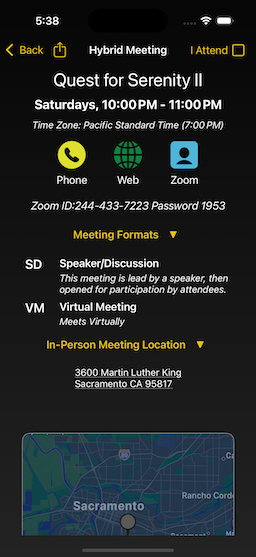 5:38
Back
Hybrid Meeting
I Attend
Quest for Serenity II
Saturdays, 10:00 PM - 11:00 PM
Time Zone: Pacific Standard Time (7:00 PM)
Phone
Web
Zoom
Zoom ID:244-433-7223 Password 1953
Meeting Formats ▼
SD
Speaker/Discussion
This meeting is lead by a speaker, then
opened for participation by attendees.
VM
Virtual Meeting
Meets Virtually
In-Person Meeting Location ▼
3600 Martin Luther King
Sacramento CA 95817
Sacramento
Rancho Cord